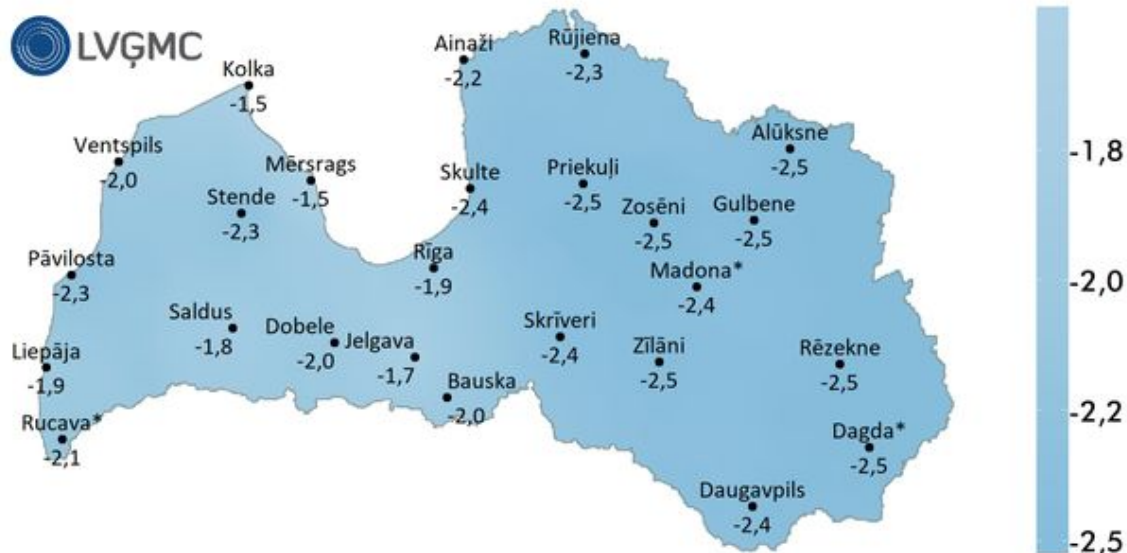 LVĢMC
Ainaži
-2,2
Rūjiena
-2,3
Kolka
-1,5
Alūksne
-2,5
Ventspils
-2,0
Mērsrags
-1,5
Skulte
-2,4
Priekuļi
-2,5
Stende
-2,3
Zosēni
-2,5
Gulbene
-2,5
Pāvilosta
-2,3
Rīga
-1,9
Madona*
-2,4
Saldus
-1,8
Dobele
-2,0
Jelgava
-1,7
Skrīveri
-2,4
Zīlāni
-2,5
Rēzekne
-2,5
Liepāja
-1,9
Bauska
-2,0
Rucava*
-2,1
Dagda*
-2,5
Daugavpils
-2,4
-1,8
-2,0
-2,2
-2,5